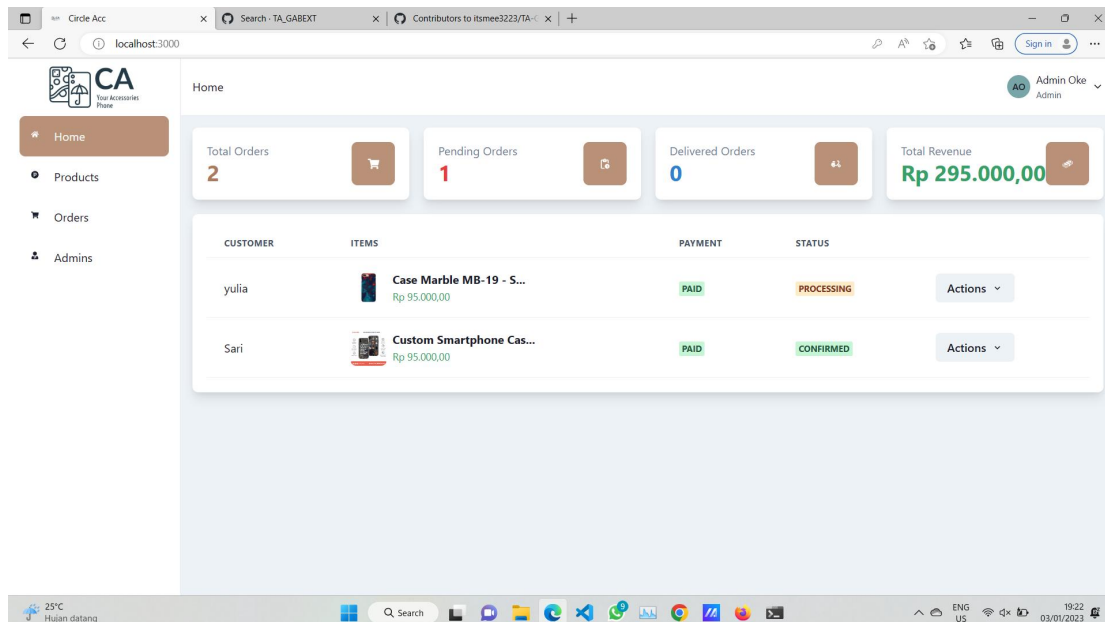 Circle Acc
Search · TA_GABEXT
Contributors to itsmee3223/TA-G
localhost:3000
Sign in
CA
Your Accessories
Phone
Home
AO
Admin Oke
Admin
Home
Products
Orders
Admins
Total Orders
2
Pending Orders
1
Delivered Orders
0
Total Revenue
Rp 295.000,00
CUSTOMER ITEMS PAYMENT STATUS
yulia
Case Marble MB-19 - S...
Rp 95.000,00
PAID
PROCESSING
Actions
Sari
Custom Smartphone Cas...
Rp 95.000,00
PAID
CONFIRMED
Actions
25°C
Hujan datang
Search
9
ENG
US
19:22
03/01/2023